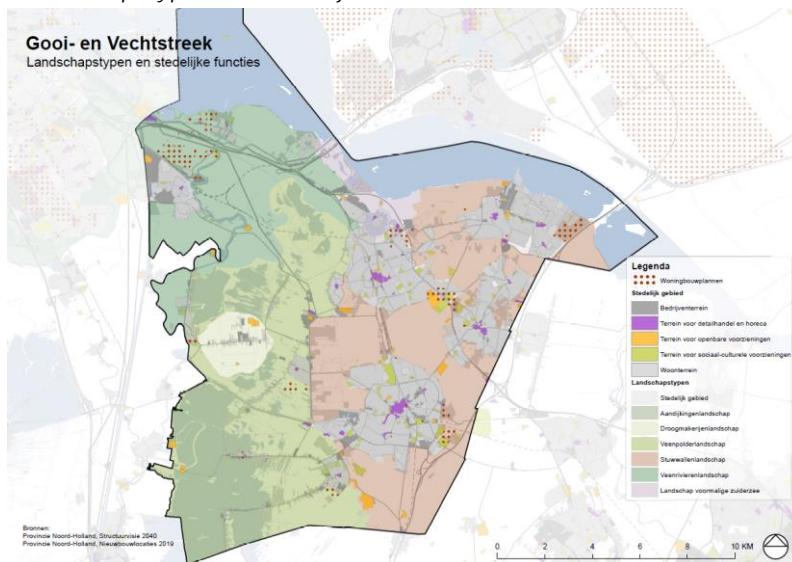 Gooi- en Vechtstreek
Landschapstypen en stedelijke functies
Legenda
Woningbouwplannen
Stedelijk gebied
Bedrijventerrein
Terrein voor detailhandel en horeca
Terrein voor openbare voorzieningen
Terrein voor sociaal-culturele voorzieningen
Woonterrein
Landschapstypen
Stedelijk gebied
Aandijkingenlandschap
Droogmakerijenlandschap
Veenpolderlandschap
Stuwwallenlandschap
Veenrivierenlandschap
Landschap voormalige zuiderzee
Bronnen:
Provincie Noord-Holland, Structuurvisie 2040
Provincie Noord-Holland, Nieuwbouwlocaties 2019
0 2 4 6 8 10 KM